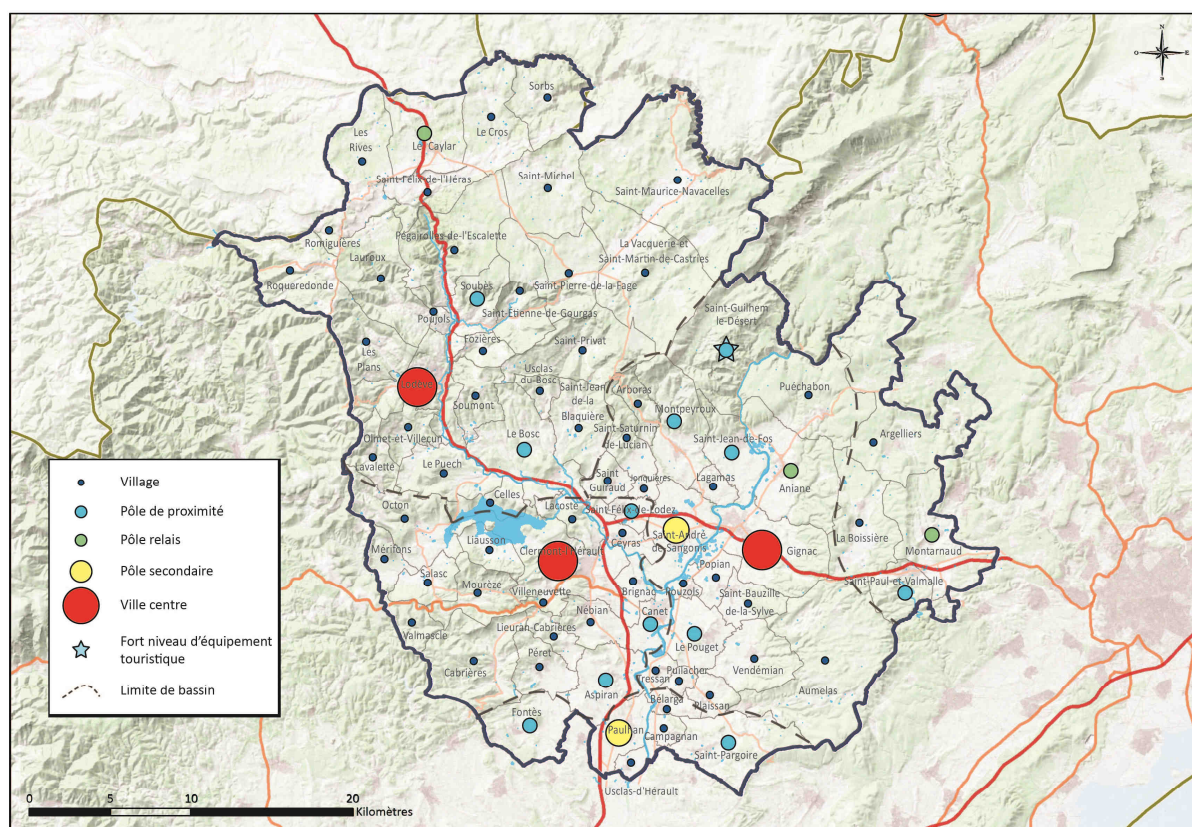 N
O
E
Sorbs
Le Cros
Les
Rives
Le Caylar
Saint-Félix-de-l'Héras
Saint-Michel
Saint-Maurice-Navacelles
Romiguières
Pégairolles-de-l'Escalette
La Vacquerie-et
Saint-Martin-de-Castries
Lauroux
Roqueredonde
Soubès
Saint-Pierre-de-la-Fage
Saint-Étienne-de-Gourgas
Saint-Guilhem
le-Désert
Poujols
Fozières
Saint-Privat
Les
Plans
Usclas
du-Bosc
Lodève
Soumont
Saint-Jean
de-la
Blaquière
Arboras
Puéchabon
Montpeyroux
Olmet-et-Villecun
Le Bosc
Saint-Saturnin
de-Lucian
Saint-Jean-de-Fos
Argelliers
Lavalette
Le Puech
Saint
Guiraud
Jonquières
Lagamas
Aniane
Celles
Octon
Lacoste
Saint-Félix-de-Lodez
Saint-André
de-Sangonis
Ceyras
Gignac
La Boissière
Montarnaud
Liausson
Clermont-l'Hérault
Mérifons
Salasc
Mourèze
Villeneuvette
Brignac
Pouzols
Popian
Saint-Bauzille
de-la-Sylve
Saint-Paul-et-Valmalle
Canet
Nébian
Lieuran-Cabrières
Valmascle
Le Pouget
Cabrières
Péret
Tressan
Puilacher
Vendémian
Aumelas
Aspiran
Bélarga
Plaissan
Fontès
Paulhan
Campagnan
Saint-Pargoire
Usclas-d'Hérault
Village
Pôle de proximité
Pôle relais
Pôle secondaire
Ville centre
Fort niveau d'équipement
touristique
Limite de bassin
0 10 20
Kilomètres